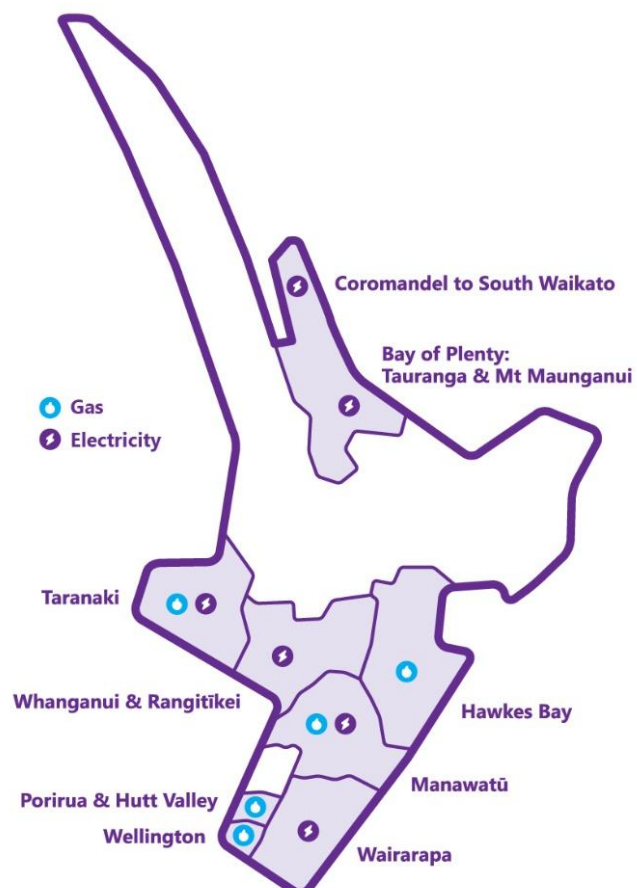 Coromandel to South Waikato
Bay of Plenty:
Tauranga & Mt Maunganui
Gas
Electricity
Taranaki
Whanganui & Rangitīkei
Hawkes Bay
Manawatū
Porirua & Hutt Valley
Wellington
Wairarapa